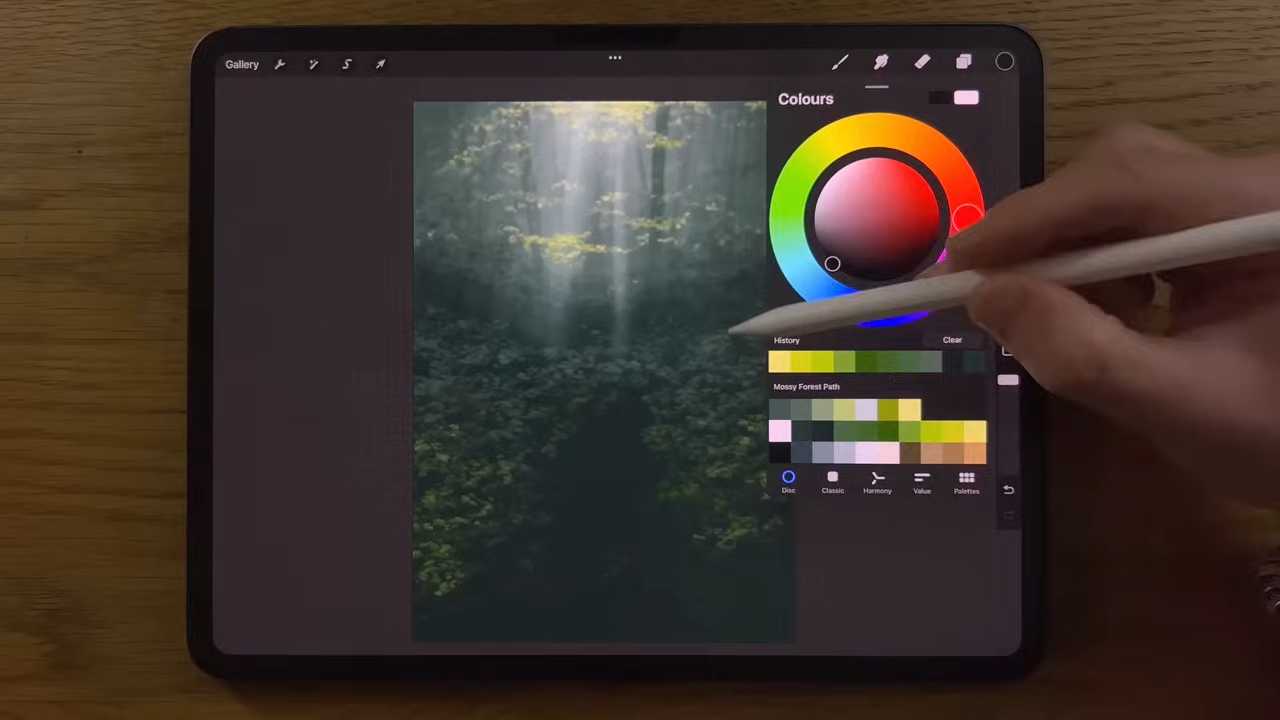 Gallery
Colours
History
Clear
Mossy Forest Path
Disc
Classic
Harmony
Value
Palettes